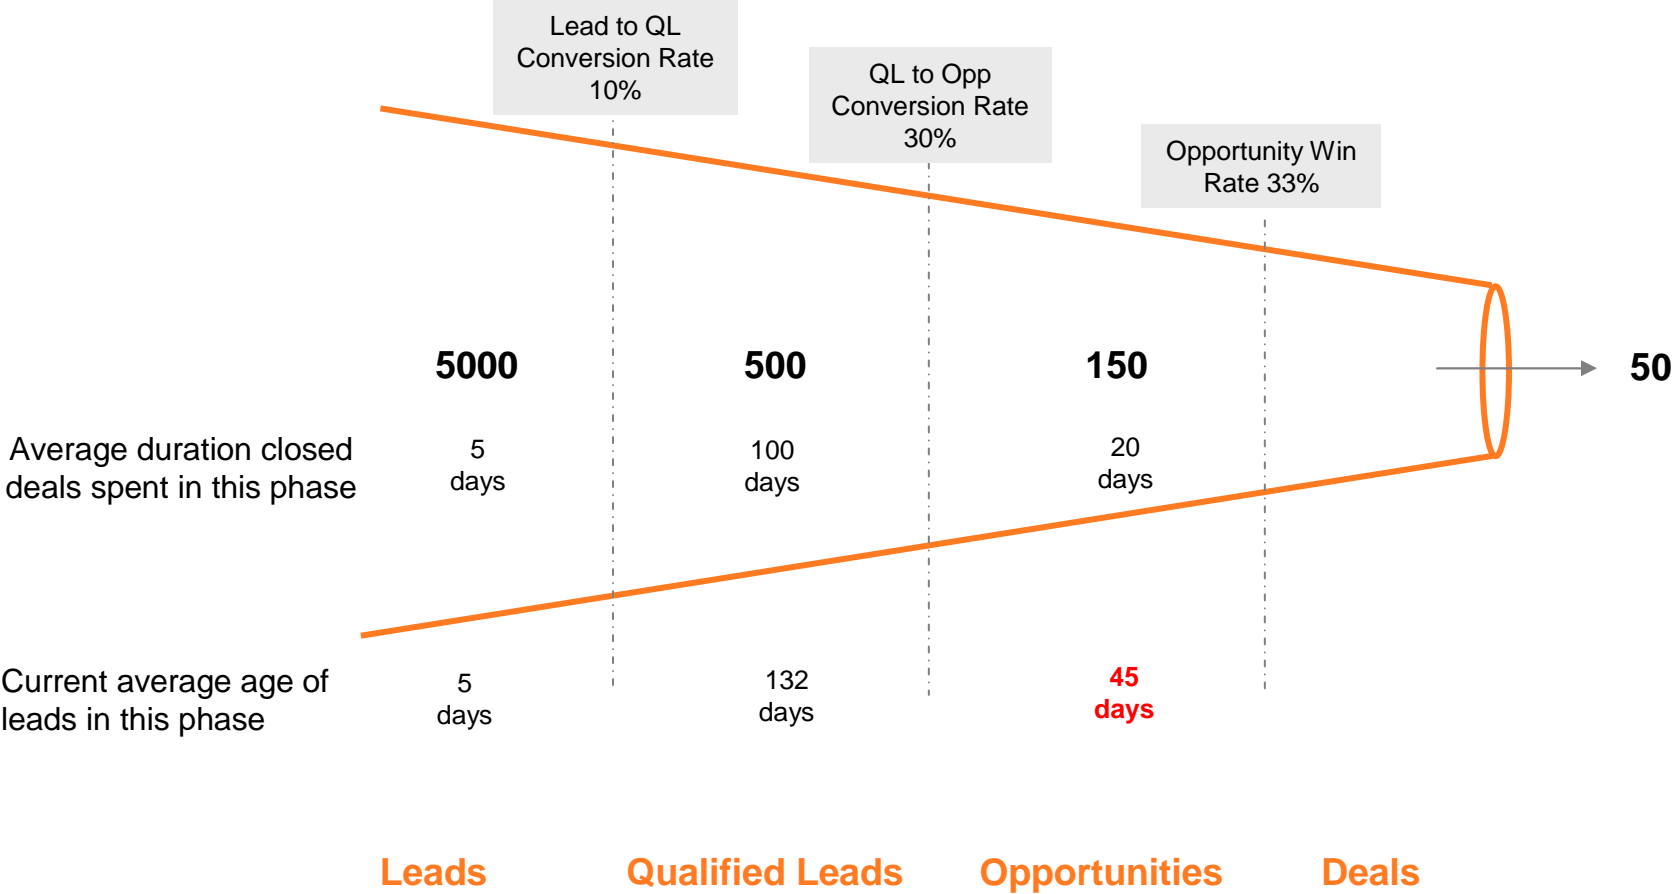 Lead to QL
Conversion Rate
10%
QL to Opp
Conversion Rate
30%
Opportunity Win
Rate 33%
5000
500
150
50
Average duration closed
deals spent in this phase
5
days
100
days
20
days
Current average age of
leads in this phase
5
days
132
days
45
days
Leads
Qualified Leads
Opportunities
Deals